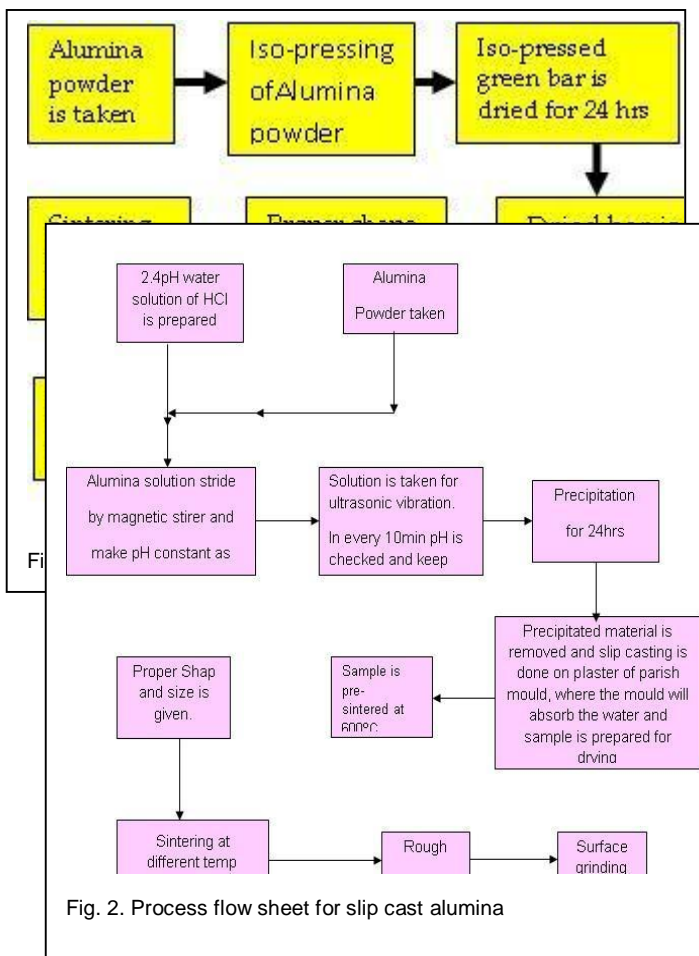 Alumina
powder
is taken
Iso-pressing
ofAlumina
powder
Iso-pressed
green bar is
dried for 24 hrs
2.4pH water
solution of HCl
is prepared
Alumina
Powder taken
Alumina solution stride
by magnetic stirer and
make pH constant as
Solution is taken for
ultrasonic vibration.
In every 10min pH is
checked and keep
Precipitation
for 24hrs
Precipitated material is
removed and slip casting is
done on plaster of parish
mould, where the mould will
absorb the water and
sample is prepared for
drying
Sample is
pre-
sintered at
600ºC
Proper Shap
and size is
given.
Sintering at
different temp
Rough
Surface
grinding
Fig. 2. Process flow sheet for slip cast alumina